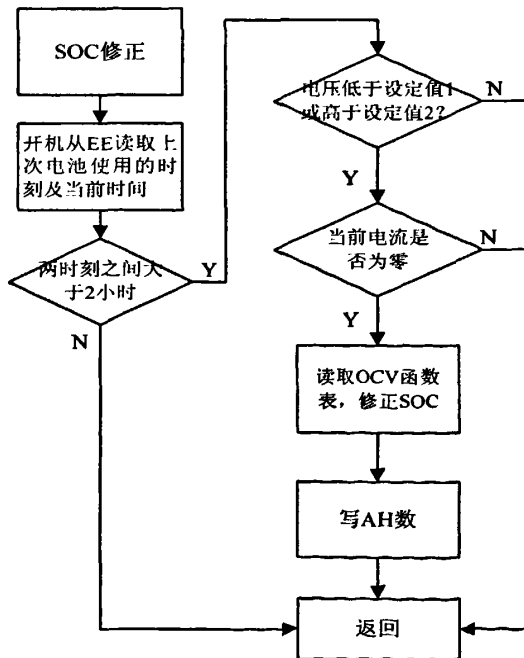 SOC修正
开机从EE读取上
次电池使用的时
刻及当前时间
两时刻之间大
于2小时
Y
N
电压低于设定值1
或高于设定值2?
N
Y
当前电流是
否为零
N
Y
读取OCV函数
表，修正SOC
写AH数
返回